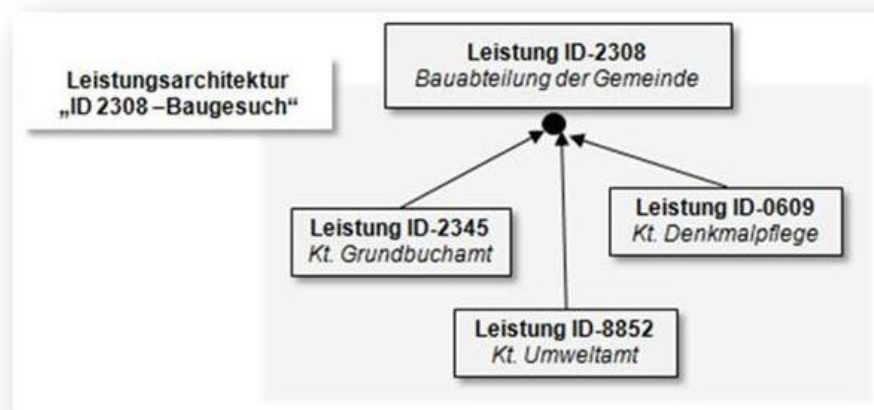 Leistungsarchitektur
„ID 2308 –Baugesuch“
Leistung ID-2308
Bauabteilung der Gemeinde
Leistung ID-2345
Kt. Grundbuchamt
Leistung ID-0609
Kt. Denkmalpflege
Leistung ID-8852
Kt. Umweltamt